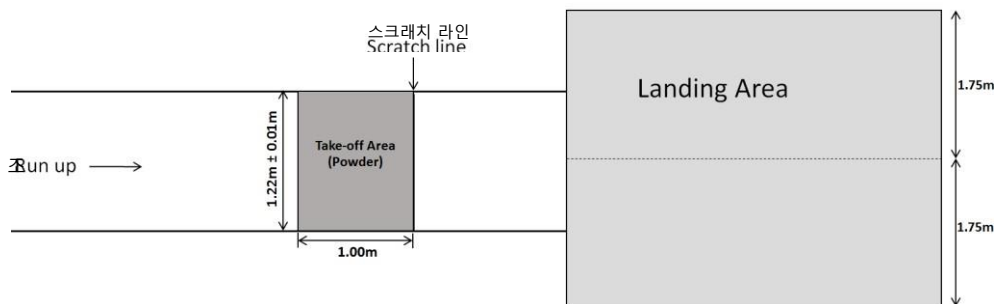 스크래치 라인
Scratch line
Landing Area
1.75m
Take-off Area
(Powder)
1.22m ± 0.01m
Run up
1.00m
1.75m